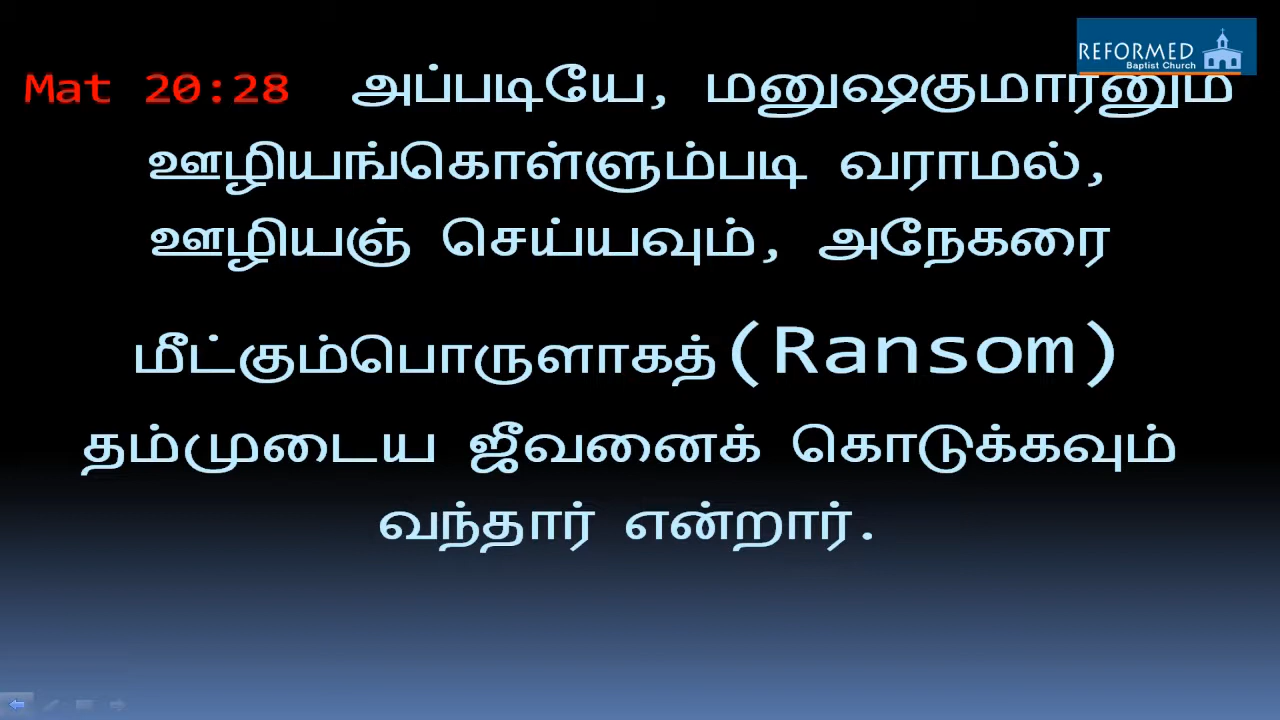 REFORMED
Baptist Church
Mat 20:28 அப்படியே, மனுஷகுமாரனும்
ஊழியங்கொள்ளும்படி வராமல்,
ஊழியஞ் செய்யவும், அநேகரை
மீட்கும்பொருளாகத்(Ransom)
தம்முடைய ஜீவனைக் கொடுக்கவும்
வந்தார் என்றார்.